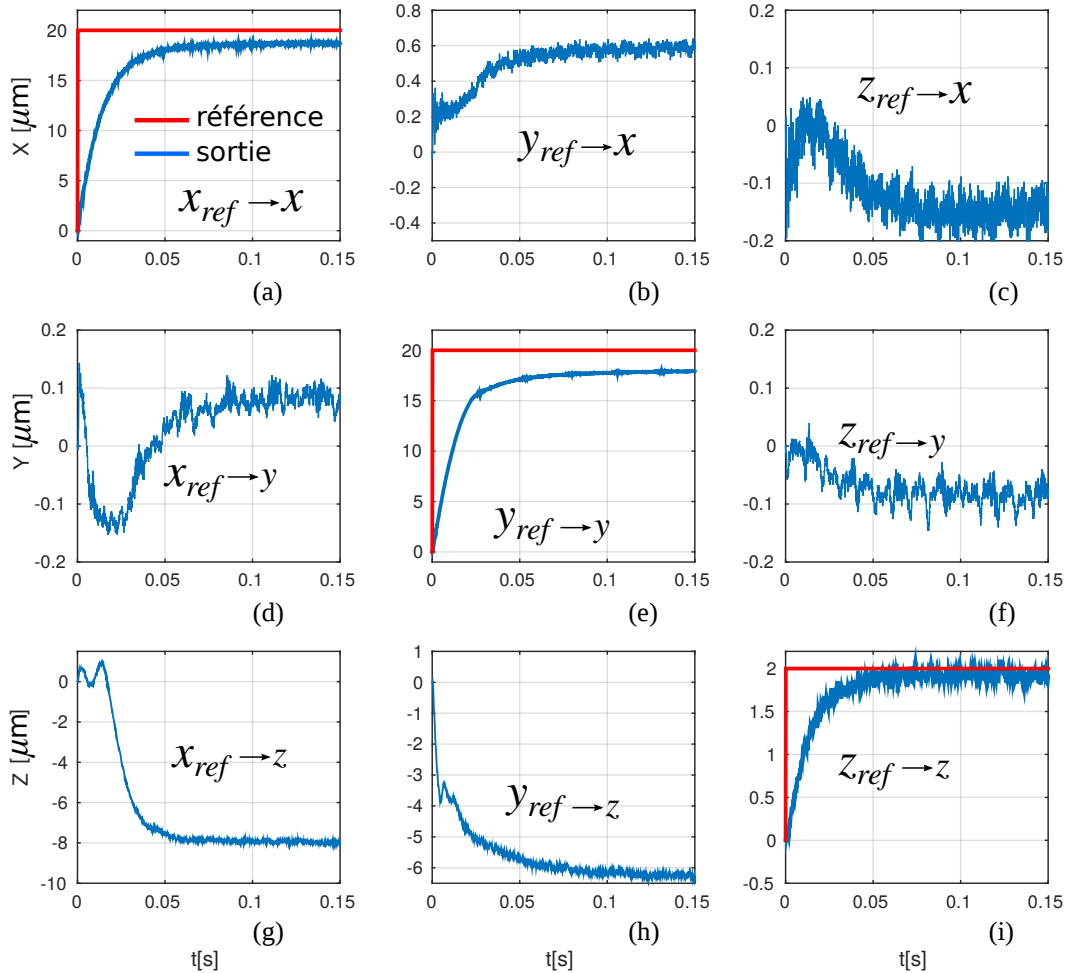 X [μm]
20
15
10
5
0
référence
sortie
x_ref→x
0 0.05 0.1 0.15
(a)
0.8
0.6
0.4
0.2
0
-0.2
-0.4
y_ref→x
0 0.05 0.1 0.15
(b)
0.2
0.1
0
-0.1
-0.2
z_ref→x
0 0.05 0.1 0.15
(c)
Y [μm]
0.2
0.1
0
-0.1
-0.2
x_ref→y
0 0.05 0.1 0.15
(d)
20
15
10
5
0
y_ref→y
0 0.05 0.1 0.15
(e)
0.2
0.1
0
-0.1
-0.2
z_ref→y
0 0.05 0.1 0.15
(f)
Z [μm]
0
-2
-4
-6
-8
-10
x_ref→z
0 0.05 0.1 0.15
(g)
t[s]
1
0
-1
-2
-3
-4
-5
-6
y_ref→z
0 0.05 0.1 0.15
(h)
t[s]
2
1.5
1
0.5
0
-0.5
z_ref→z
0 0.05 0.1 0.15
(i)
t[s]